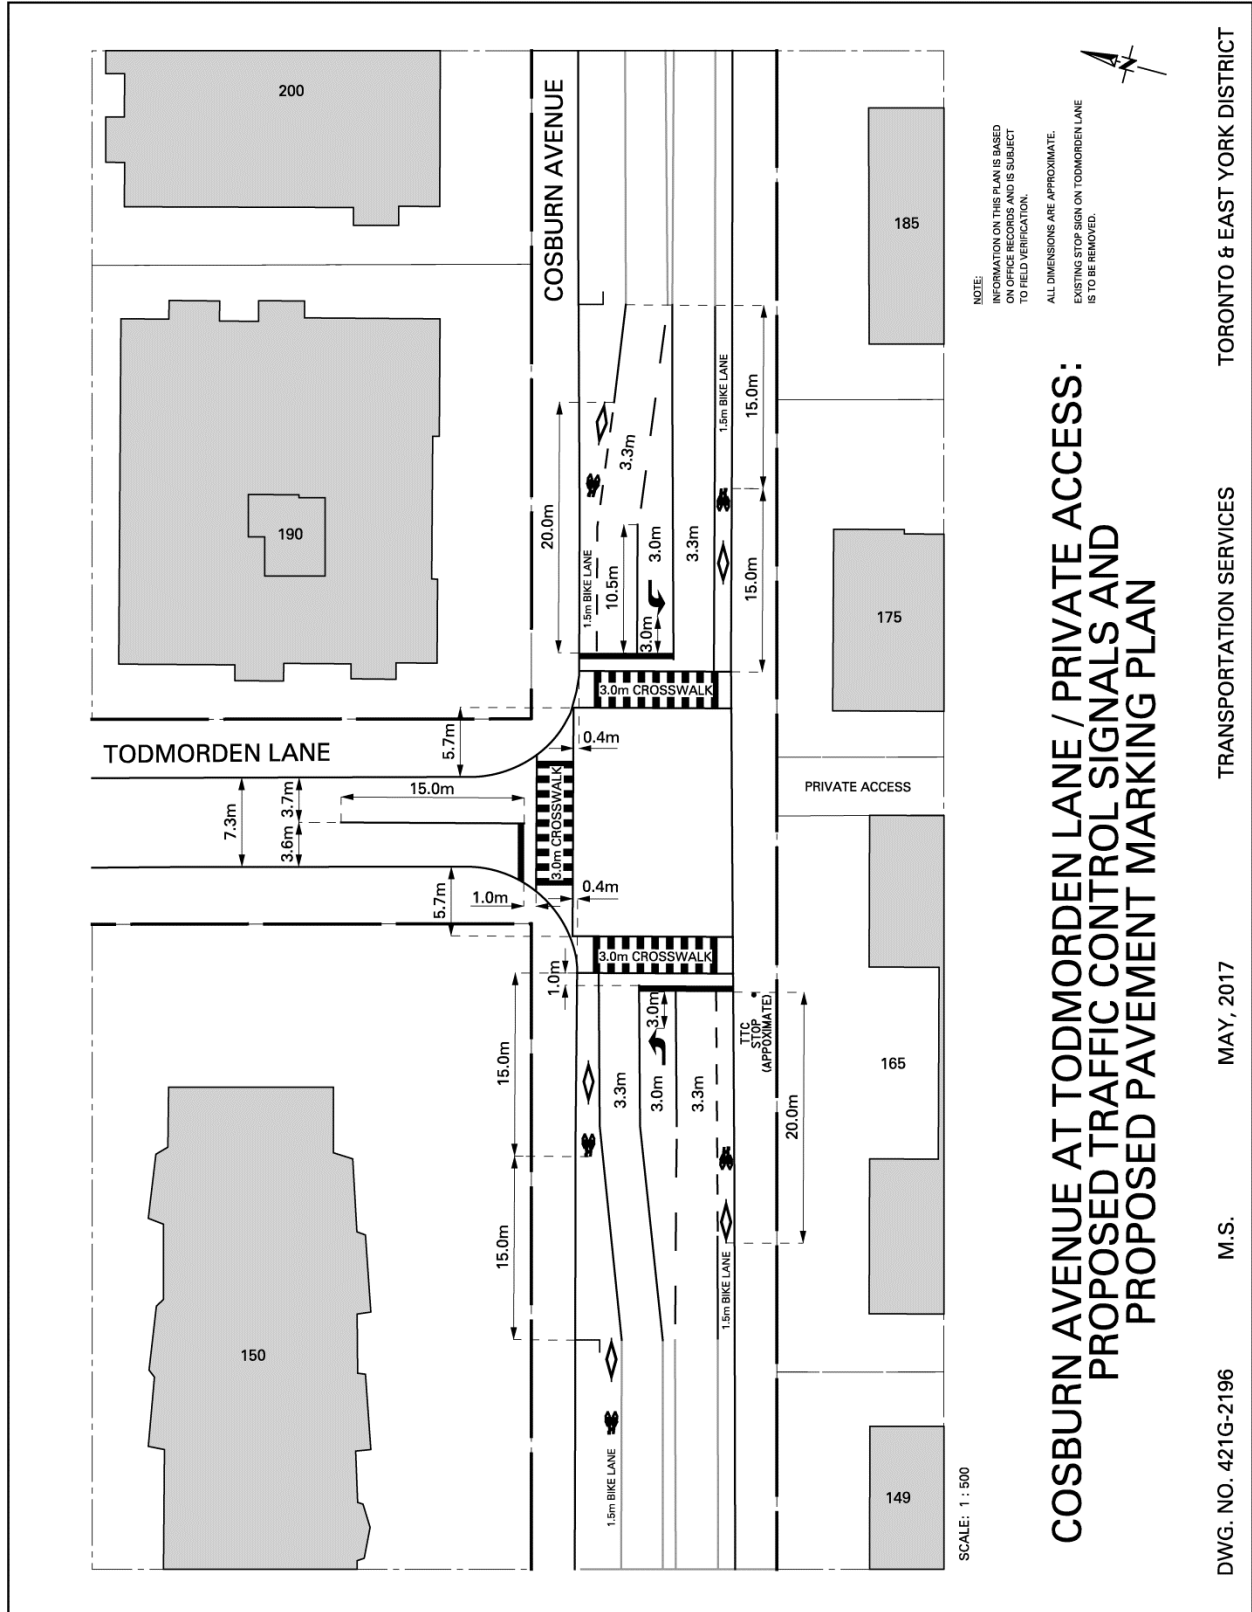 200
190
150
COSBURN AVENUE
TODMORDEN LANE
20.0m
1.5m BIKE LANE
10.5m
3.3m
3.0m
3.0m
3.3m
1.5m BIKE LANE
15.0m
15.0m
3.0m CROSSWALK
5.7m
0.4m
15.0m
7.3m
3.7m
3.6m
3.0m CROSSWALK
5.7m
1.0m
0.4m
3.0m CROSSWALK
1.0m
3.0m
TTC
STOP
(APPOXIMATE)
15.0m
3.3m
3.0m
3.3m
20.0m
15.0m
1.5m BIKE LANE
1.5m BIKE LANE
185
175
PRIVATE ACCESS
165
149
N
NOTE:
INFORMATION ON THIS PLAN IS BASED
ON OFFICE RECORDS AND IS SUBJECT
TO FIELD VERIFICATION.
ALL DIMENSIONS ARE APPROXIMATE.
EXISTING STOP SIGN ON TODMORDEN LANE
IS TO BE REMOVED.
SCALE: 1 : 500
COSBURN AVENUE AT TODMORDEN LANE / PRIVATE ACCESS:
PROPOSED TRAFFIC CONTROL SIGNALS AND
PROPOSED PAVEMENT MARKING PLAN
DWG. NO. 421G-2196 M.S. MAY, 2017 TRANSPORTATION SERVICES TORONTO & EAST YORK DISTRICT